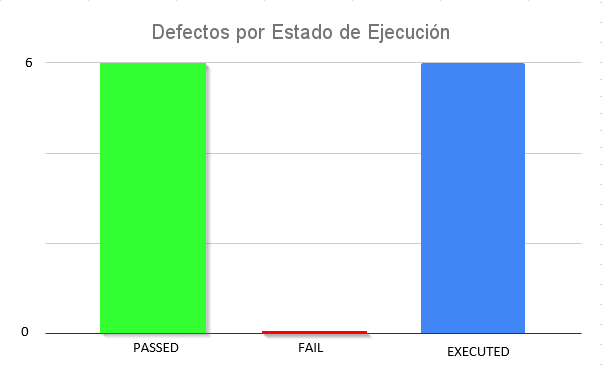 Defectos por Estado de Ejecución
6
0
PASSED
FAIL
EXECUTED